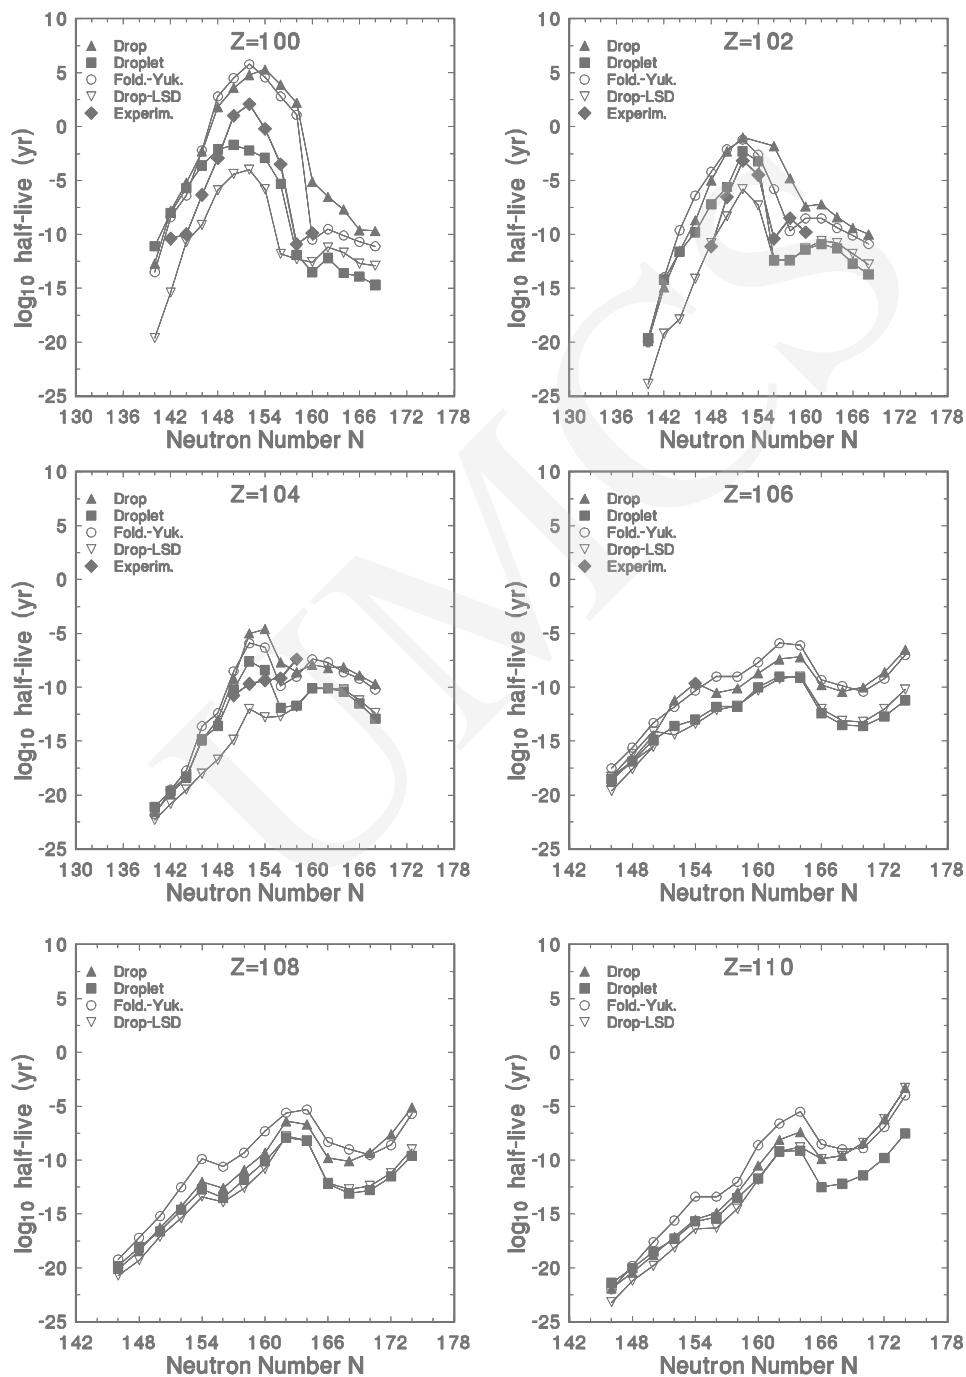 Z=100
Drop
Droplet
Fold.-Yuk.
Drop-LSD
Experim.
10
5
0
-5
-10
-15
-20
-25
130 136 142 148 154 160 166 172 178
log10 half-live (yr)
Neutron Number N
Z=102
Drop
Droplet
Fold.-Yuk.
Drop-LSD
Experim.
10
5
0
-5
-10
-15
-20
-25
130 136 142 148 154 160 166 172 178
log10 half-live (yr)
Neutron Number N
Z=104
Drop
Droplet
Fold.-Yuk.
Drop-LSD
Experim.
10
5
0
-5
-10
-15
-20
-25
130 136 142 148 154 160 166 172 178
log10 half-live (yr)
Neutron Number N
Z=106
Drop
Droplet
Fold.-Yuk.
Drop-LSD
Experim.
10
5
0
-5
-10
-15
-20
-25
142 148 154 160 166 172 178
log10 half-live (yr)
Neutron Number N
Z=108
Drop
Droplet
Fold.-Yuk.
Drop-LSD
10
5
0
-5
-10
-15
-20
-25
142 148 154 160 166 172 178
log10 half-live (yr)
Neutron Number N
Z=110
Drop
Droplet
Fold.-Yuk.
Drop-LSD
10
5
0
-5
-10
-15
-20
-25
142 148 154 160 166 172 178
log10 half-live (yr)
Neutron Number N
UMCS